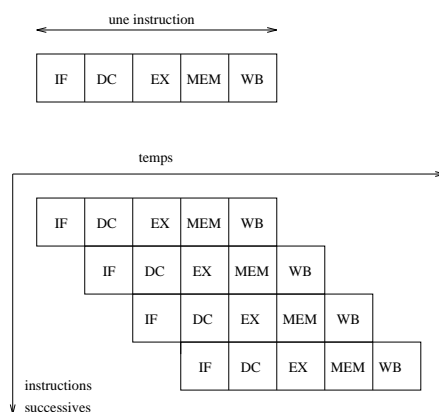 une instruction
IF DC EX MEM WB
temps
IF DC EX MEM WB
IF DC EX MEM WB
IF DC EX MEM WB
IF DC EX MEM WB
instructions
successives